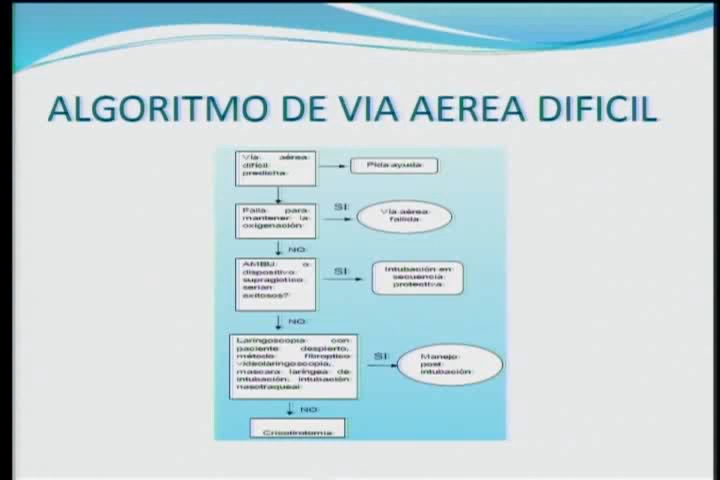 ALGORITMO DE VIA AEREA DIFICIL
Vía aérea
difícil
predicha
Pida ayuda
Falla para
mantener la
oxigenación
SI
Vía aérea
fallida
NO
AMBU o
dispositivo
supraglótico
serían
exitosos?
SI
Intubación en
secuencia
protectiva
NO
Laringoscopia con
paciente despierto,
método fibroptico
videolaringoscopia,
mascara laríngea de
intubación, intubación
nasotraqueal
SI
Manejo
post
intubación
NO
Cricotirotomía